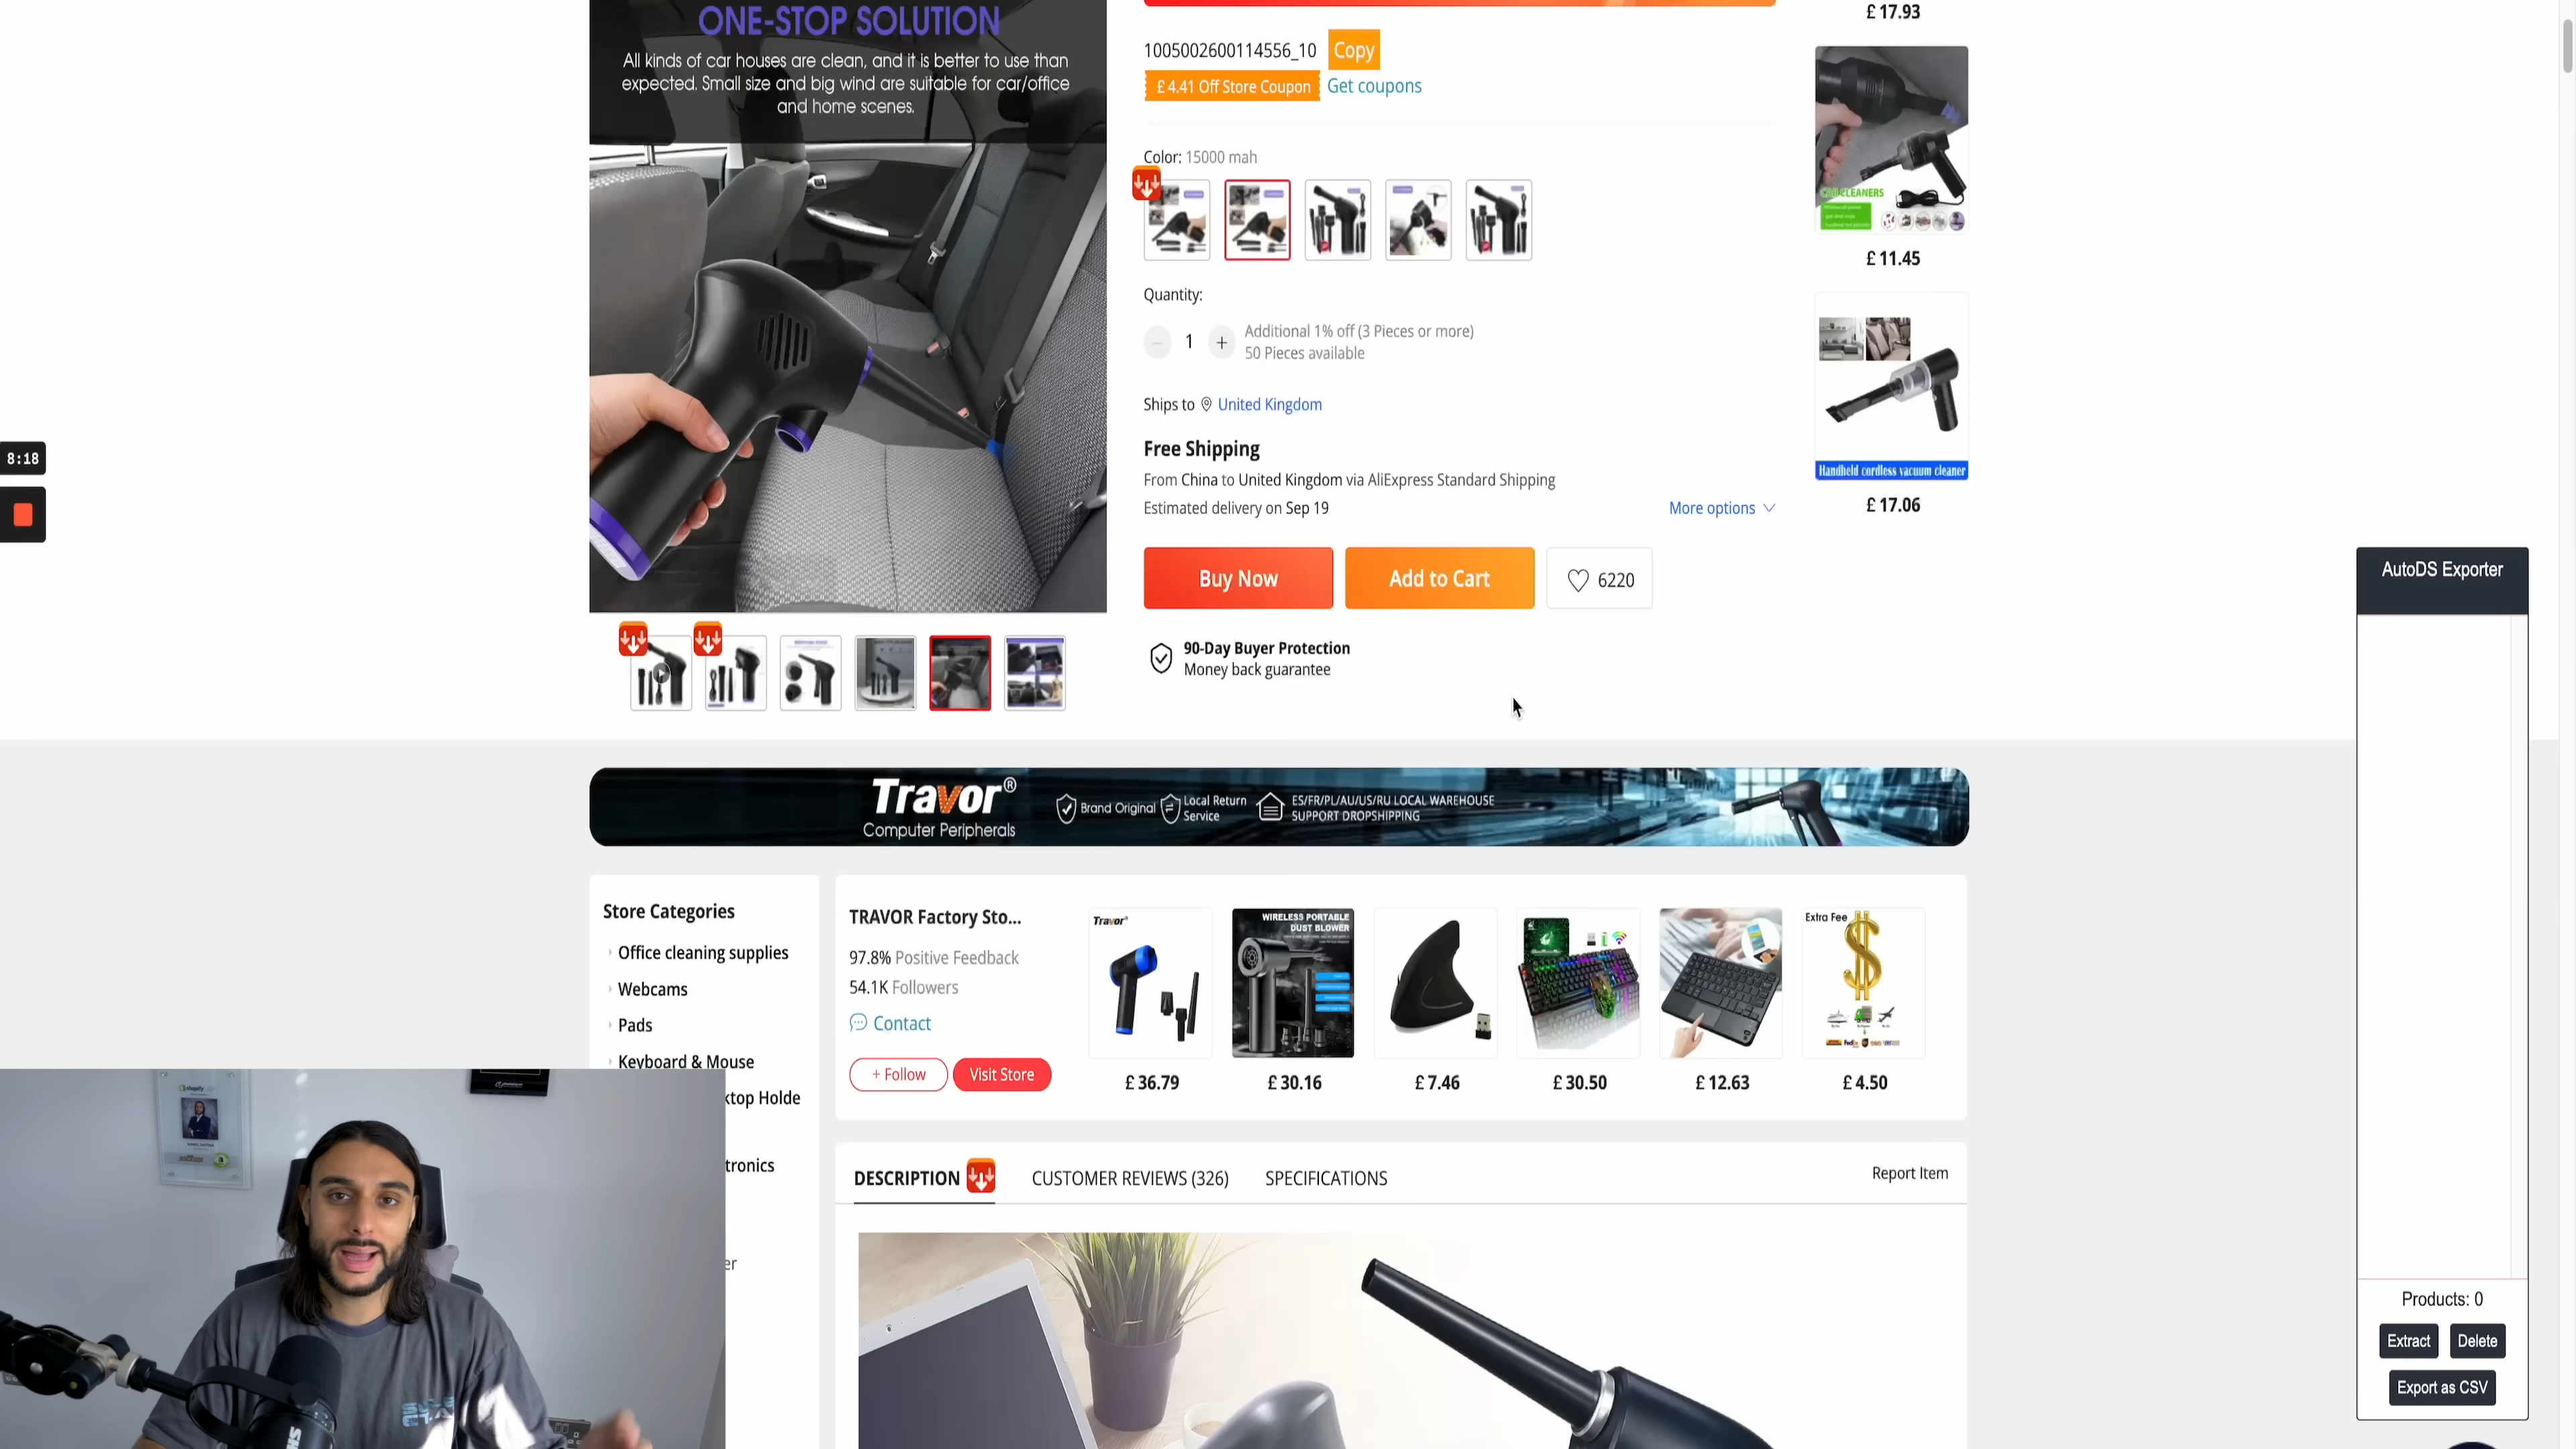 ONE-STOP SOLUTION
All kinds of car houses are clean, and it is better to use than
expected. Small size and big wind are suitable for car/office
and home scenes.
1005002600114556_10 Copy
£ 4.41 Off Store Coupon Get coupons
Color: 15000 mah
Quantity:
1
Additional 1% off (3 Pieces or more)
50 Pieces available
Ships to United Kingdom
Free Shipping
From China to United Kingdom via AliExpress Standard Shipping
Estimated delivery on Sep 19
More options
Buy Now
Add to Cart
6220
90-Day Buyer Protection
Money back guarantee
£ 17.93
£ 11.45
Handheld cordless vacuum cleaner
£ 17.06
8:18
AutoDS Exporter
Products: 0
Extract
Delete
Export as CSV
Travor®
Computer Peripherals
Brand Original
Local Return
Service
ES/FR/PL/AU/US/RU LOCAL WAREHOUSE
SUPPORT DROPSHIPPING
Store Categories
Office cleaning supplies
Webcams
Pads
Keyboard & Mouse
ktop Holde
tronics
er
TRAVOR Factory Sto...
97.8% Positive Feedback
54.1K Followers
Contact
+ Follow
Visit Store
Travor®
£ 36.79
WIRELESS PORTABLE
DUST BLOWER
£ 30.16
£ 7.46
£ 30.50
£ 12.63
Extra Fee
£ 4.50
DESCRIPTION
CUSTOMER REVIEWS (326)
SPECIFICATIONS
Report Item
shopify